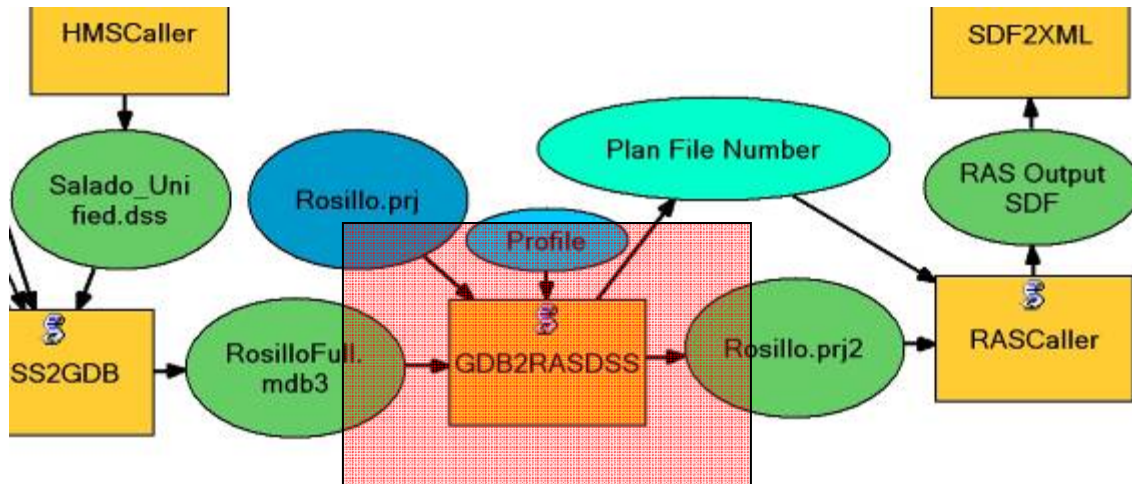 HMSCaller
SDF2XML
Plan File Number
Salado_Uni
fied.dss
Rosillo.prj
Profile
RAS Output
SDF
SS2GDB
RosilloFull.
mdb3
GDB2RASDSS
Rosillo.prj2
RASCaller